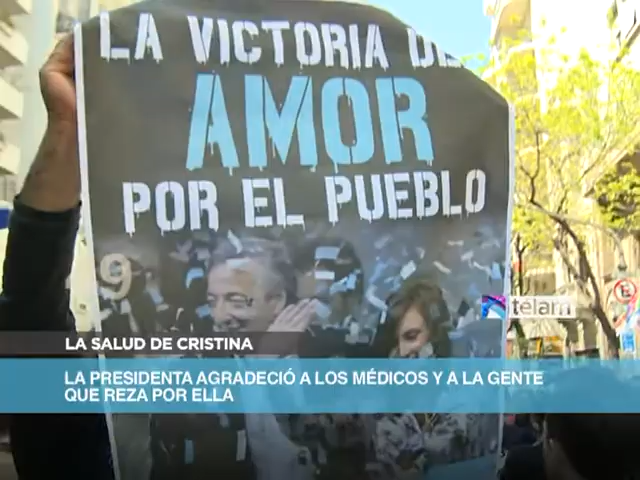 LA VICTORIA DE
AMOR
POR EL PUEBLO
9
télam
E
LA SALUD DE CRISTINA
LA PRESIDENTA AGRADECIÓ A LOS MÉDICOS Y A LA GENTE
QUE REZA POR ELLA